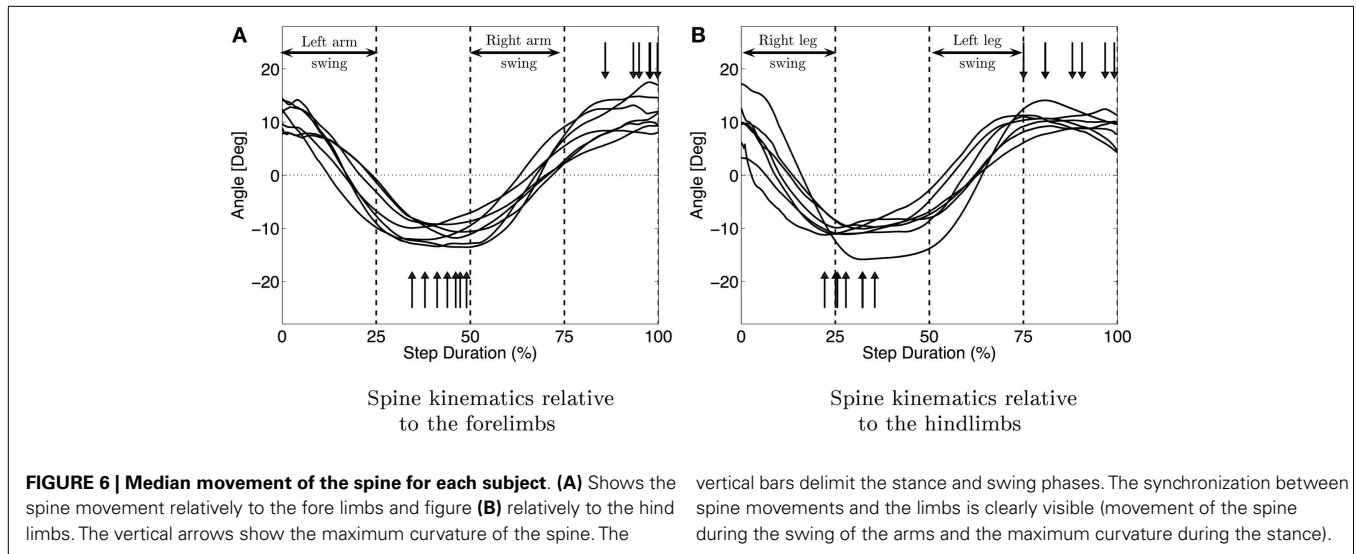 A
Left arm
swing
Right arm
swing
20
10
0
−10
−20
Angle [Deg]
0 25 50 75 100
Step Duration (%)
Spine kinematics relative
to the forelimbs
B
Right leg
swing
Left leg
swing
20
10
0
−10
−20
Angle [Deg]
0 25 50 75 100
Step Duration (%)
Spine kinematics relative
to the hindlimbs
FIGURE 6 | Median movement of the spine for each subject. (A) Shows the
spine movement relatively to the fore limbs and figure (B) relatively to the hind
limbs. The vertical arrows show the maximum curvature of the spine. The
vertical bars delimit the stance and swing phases. The synchronization between
spine movements and the limbs is clearly visible (movement of the spine
during the swing of the arms and the maximum curvature during the stance).